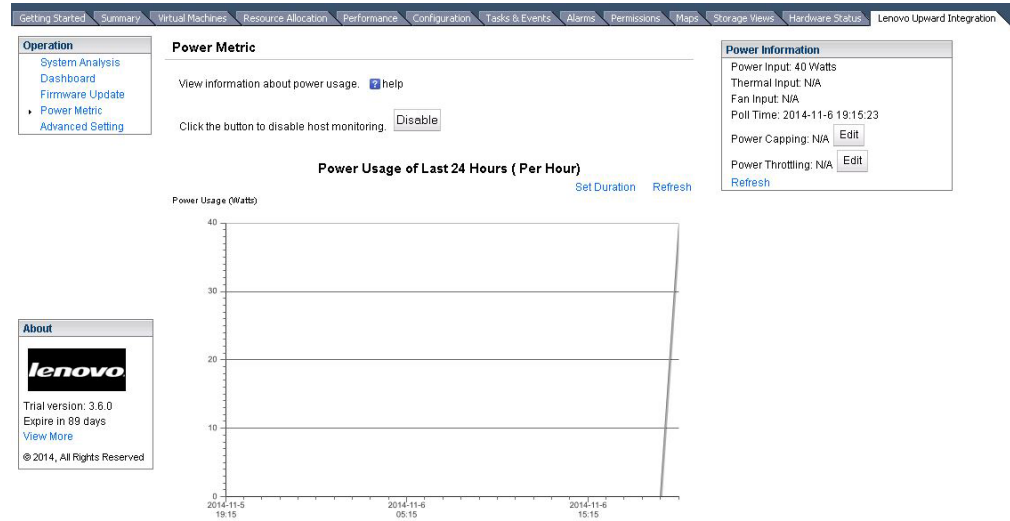 Getting Started Summary Virtual Machines Resource Allocation Performance Configuration Tasks & Events Alarms Permissions Maps Storage Views Hardware Status Lenovo Upward Integration
Operation
System Analysis
Dashboard
Firmware Update
Power Metric
Advanced Setting
Power Metric
View information about power usage. ? help
Click the button to disable host monitoring. Disable
Power Usage of Last 24 Hours ( Per Hour)
Set Duration Refresh
Power Usage (Watts)
40
30
20
10
0
2014-11-5 2014-11-6 2014-11-6
19:15 05:15 15:15
Power Information
Power Input: 40 Watts
Thermal Input: N/A
Fan Input: N/A
Poll Time: 2014-11-6 19:15:23
Power Capping: N/A Edit
Power Throttling: N/A Edit
Refresh
About
lenovo
Trial version: 3.6.0
Expire in 89 days
View More
© 2014, All Rights Reserved